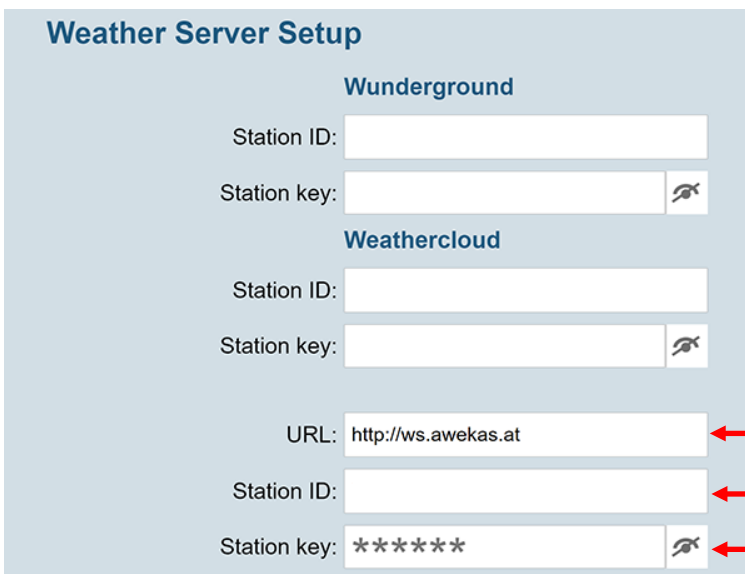 Weather Server Setup
Wunderground
Station ID:
Station key:
Weathercloud
Station ID:
Station key:
URL: http://ws.awekas.at
Station ID:
Station key: ******